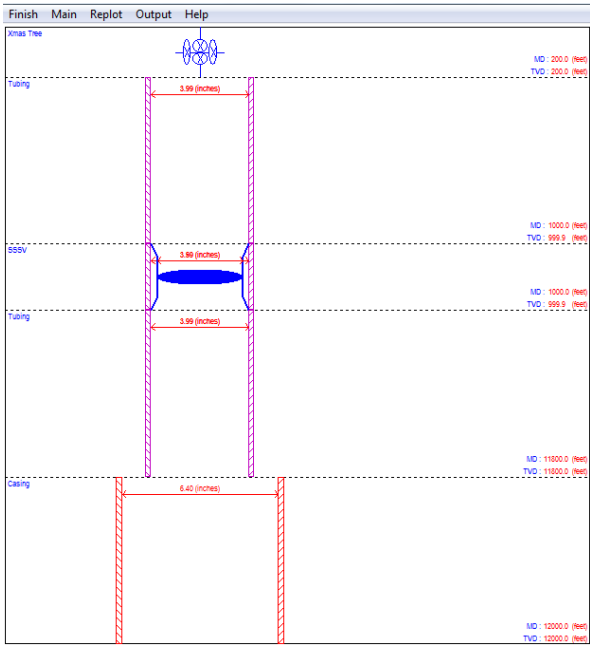 Finish Main Replot Output Help
Xmas Tree
MD : 200.0 (feet)
TVD : 200.0 (feet)
Tubing
3.99 (inches)
MD : 1000.0 (feet)
TVD : 999.9 (feet)
SSSV
(inches)
MD : 1000.0 (feet)
TVD : 999.9 (feet)
Tubing
3.99 (inches)
MD : 11800.0 (feet)
TVD : 11800.0 (feet)
Casing
6.40 (inches)
MD : 12000.0 (feet)
TVD : 12000.0 (feet)